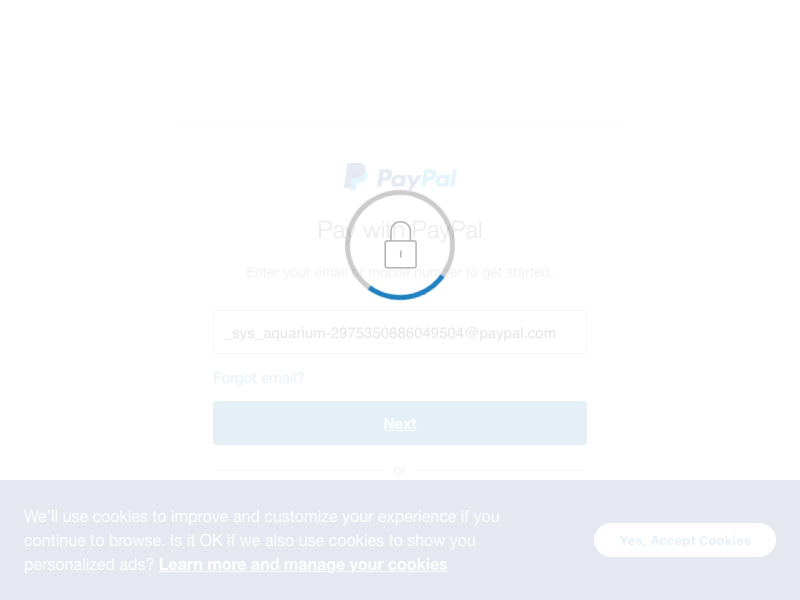 PayPal
Pay with PayPal
Enter your email or mobile number to get started.
_sys_aquarium-2975350886049504@paypal.com
Forgot email?
Next
or
We'll use cookies to improve and customize your experience if you
continue to browse. Is it OK if we also use cookies to show you
personalized ads? Learn more and manage your cookies
Yes, Accept Cookies